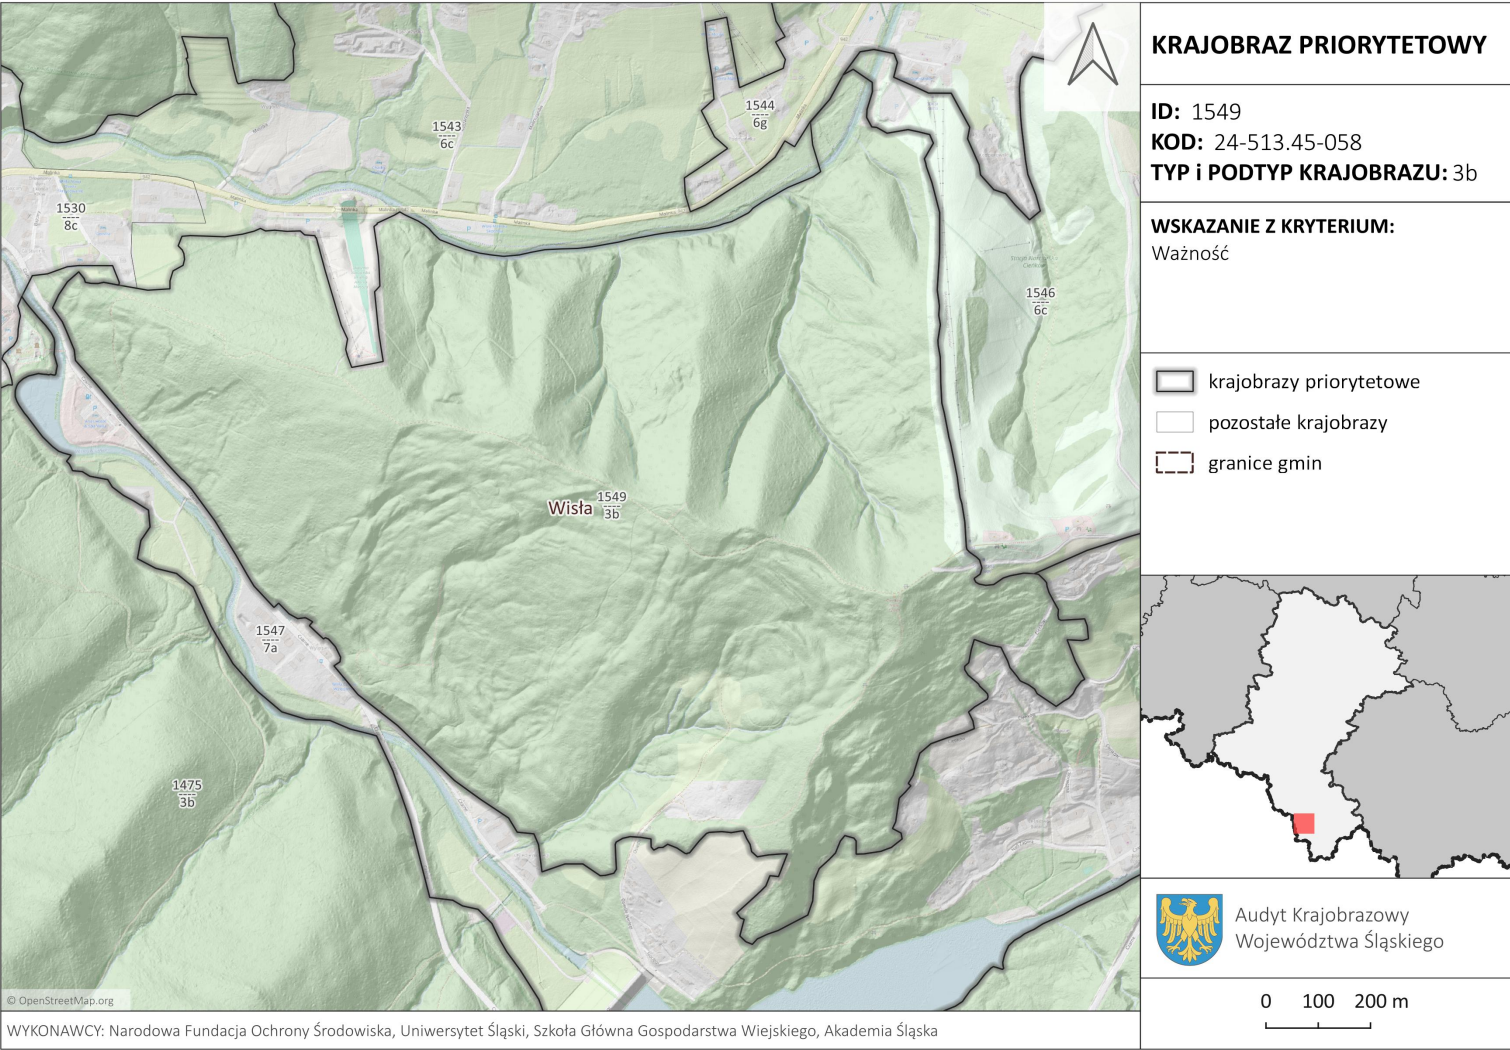 KRAJOBRAZ PRIORYTETOWY
ID: 1549
KOD: 24-513.45-058
TYP i PODTYP KRAJOBRAZU: 3b
WSKAZANIE Z KRYTERIUM:
Ważność
krajobrazy priorytetowe
pozostałe krajobrazy
granice gmin
Audyt Krajobrazowy
Województwa Śląskiego
0 100 200 m
1544
6g
1543
6c
1530
8c
1546
6c
Wisła
1549
3b
1547
7a
1475
3b
© OpenStreetMap.org
WYKONAWCY: Narodowa Fundacja Ochrony Środowiska, Uniwersytet Śląski, Szkoła Główna Gospodarstwa Wiejskiego, Akademia Śląska